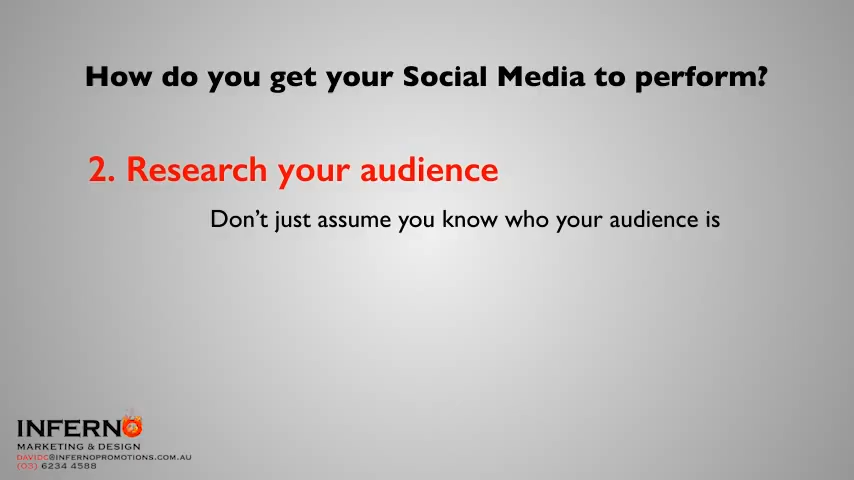 How do you get your Social Media to perform?
2. Research your audience
Don't just assume you know who your audience is
INFERNO
MARKETING & DESIGN
DAVIDC@INFERNOPROMOTIONS.COM.AU
(03) 6234 4588